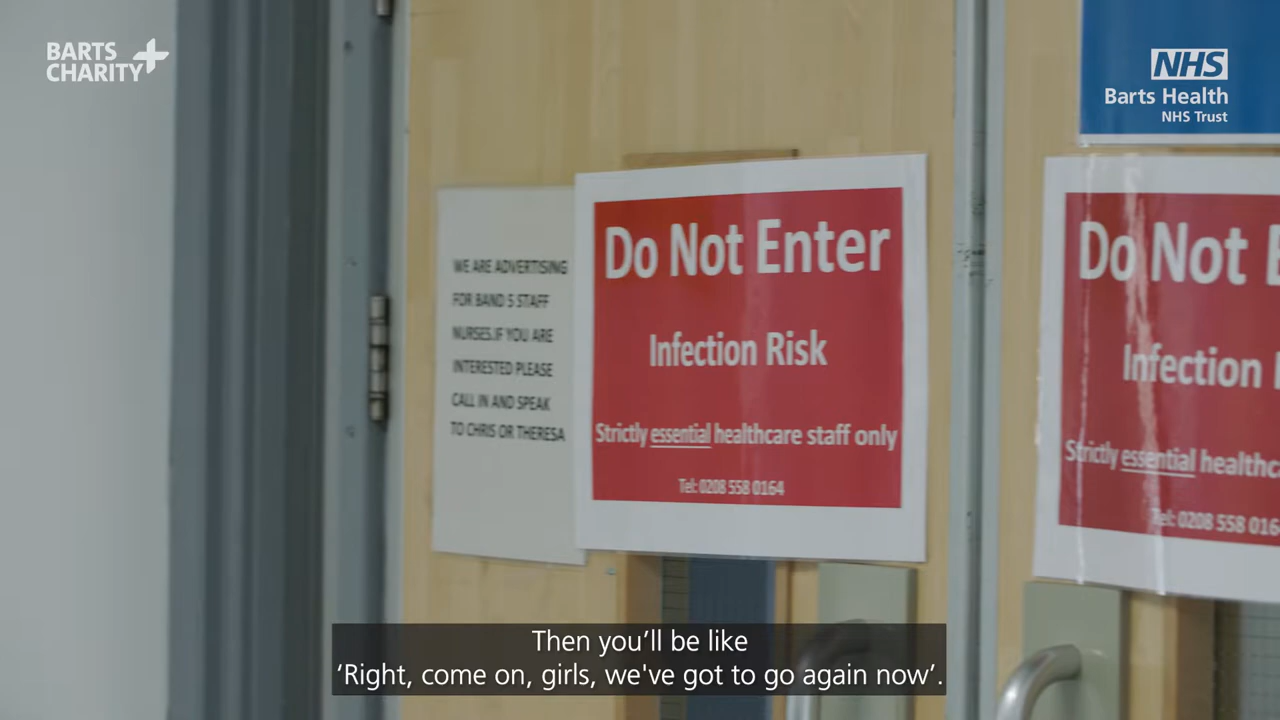 BARTS
CHARITY
NHS
Barts Health
NHS Trust
WE ARE ADVERTISING
FOR BAND 5 STAFF
NURSES.IF YOU ARE
INTERESTED PLEASE
CALL IN AND SPEAK
TO CHRIS OR THERESA
Do Not Enter
Infection Risk
Strictly essential healthcare staff only
Tel: 0208 558 0164
Do Not E
Infection
Strictly essential healthc
Tel: 0208 558 016
Then you’ll be like
‘Right, come on, girls, we've got to go again now’.